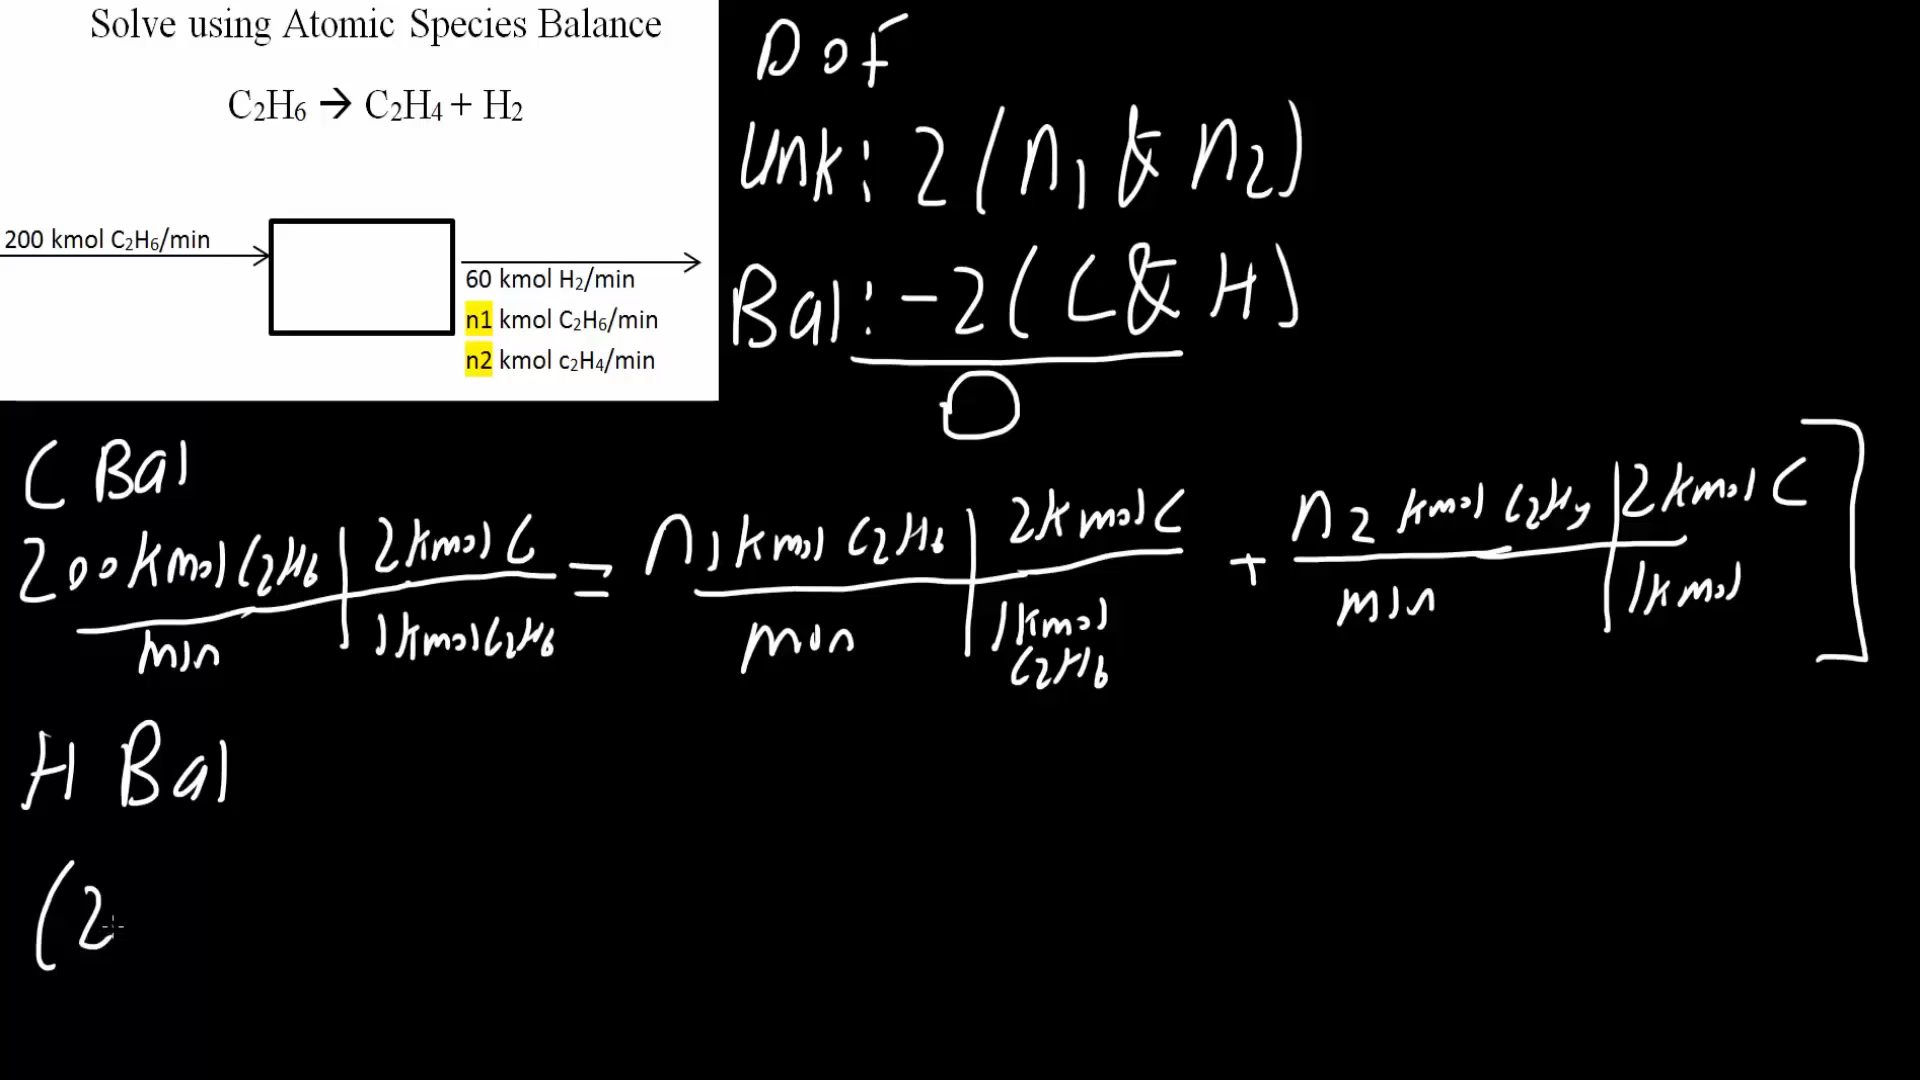 Solve using Atomic Species Balance
C₂H₆ → C₂H₄ + H₂
200 kmol C₂H₆/min
60 kmol H₂/min
n1 kmol C₂H₆/min
n2 kmol c₂H₄/min
DOF
Unk: 2 (n₁ & n₂)
Bal: -2 (C & H)
0
C Bal
200 kmol C₂H₆ | 2 kmol C = n₁ kmol C₂H₆ | 2 kmol C + n₂ kmol C₂H₄ | 2 kmol C ]
min | 1 kmol C₂H₆ min | 1 kmol C₂H₆ min | 1 kmol
H Bal
(2